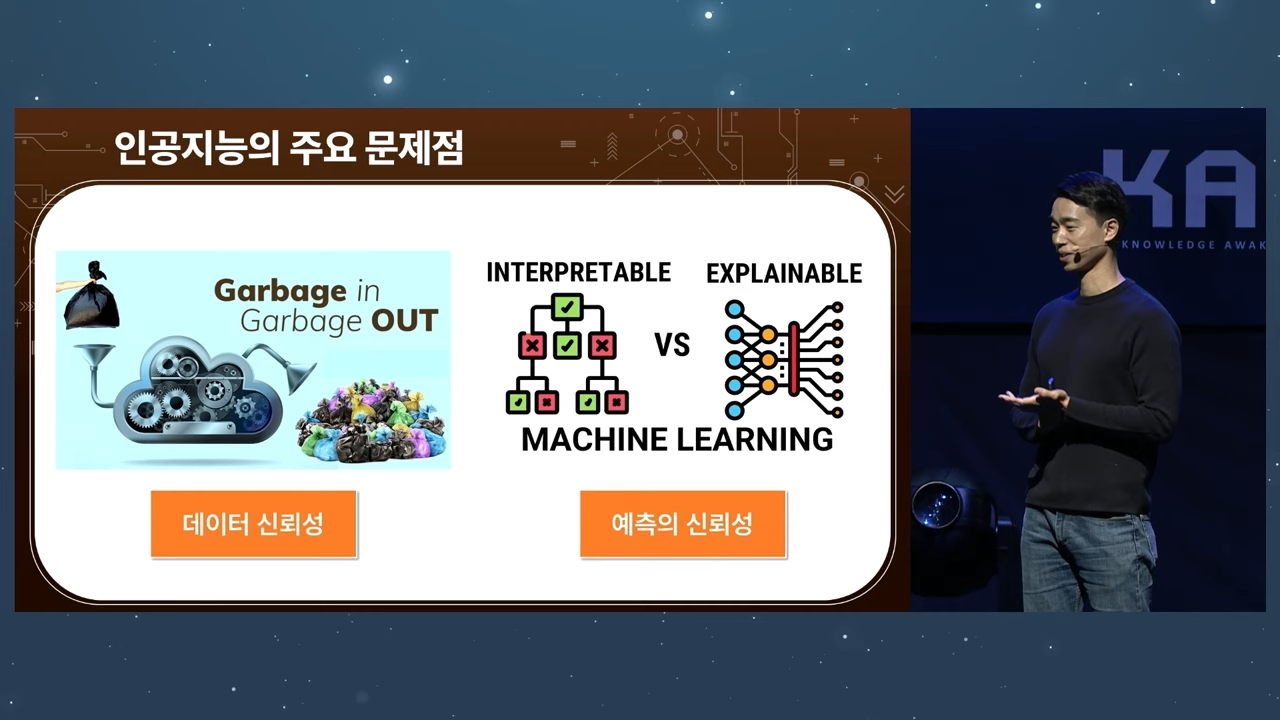 인공지능의 주요 문제점
Garbage in
Garbage OUT
INTERPRETABLE
EXPLAINABLE
VS
MACHINE LEARNING
데이터 신뢰성
예측의 신뢰성
KA
KNOWLEDGE AWAK